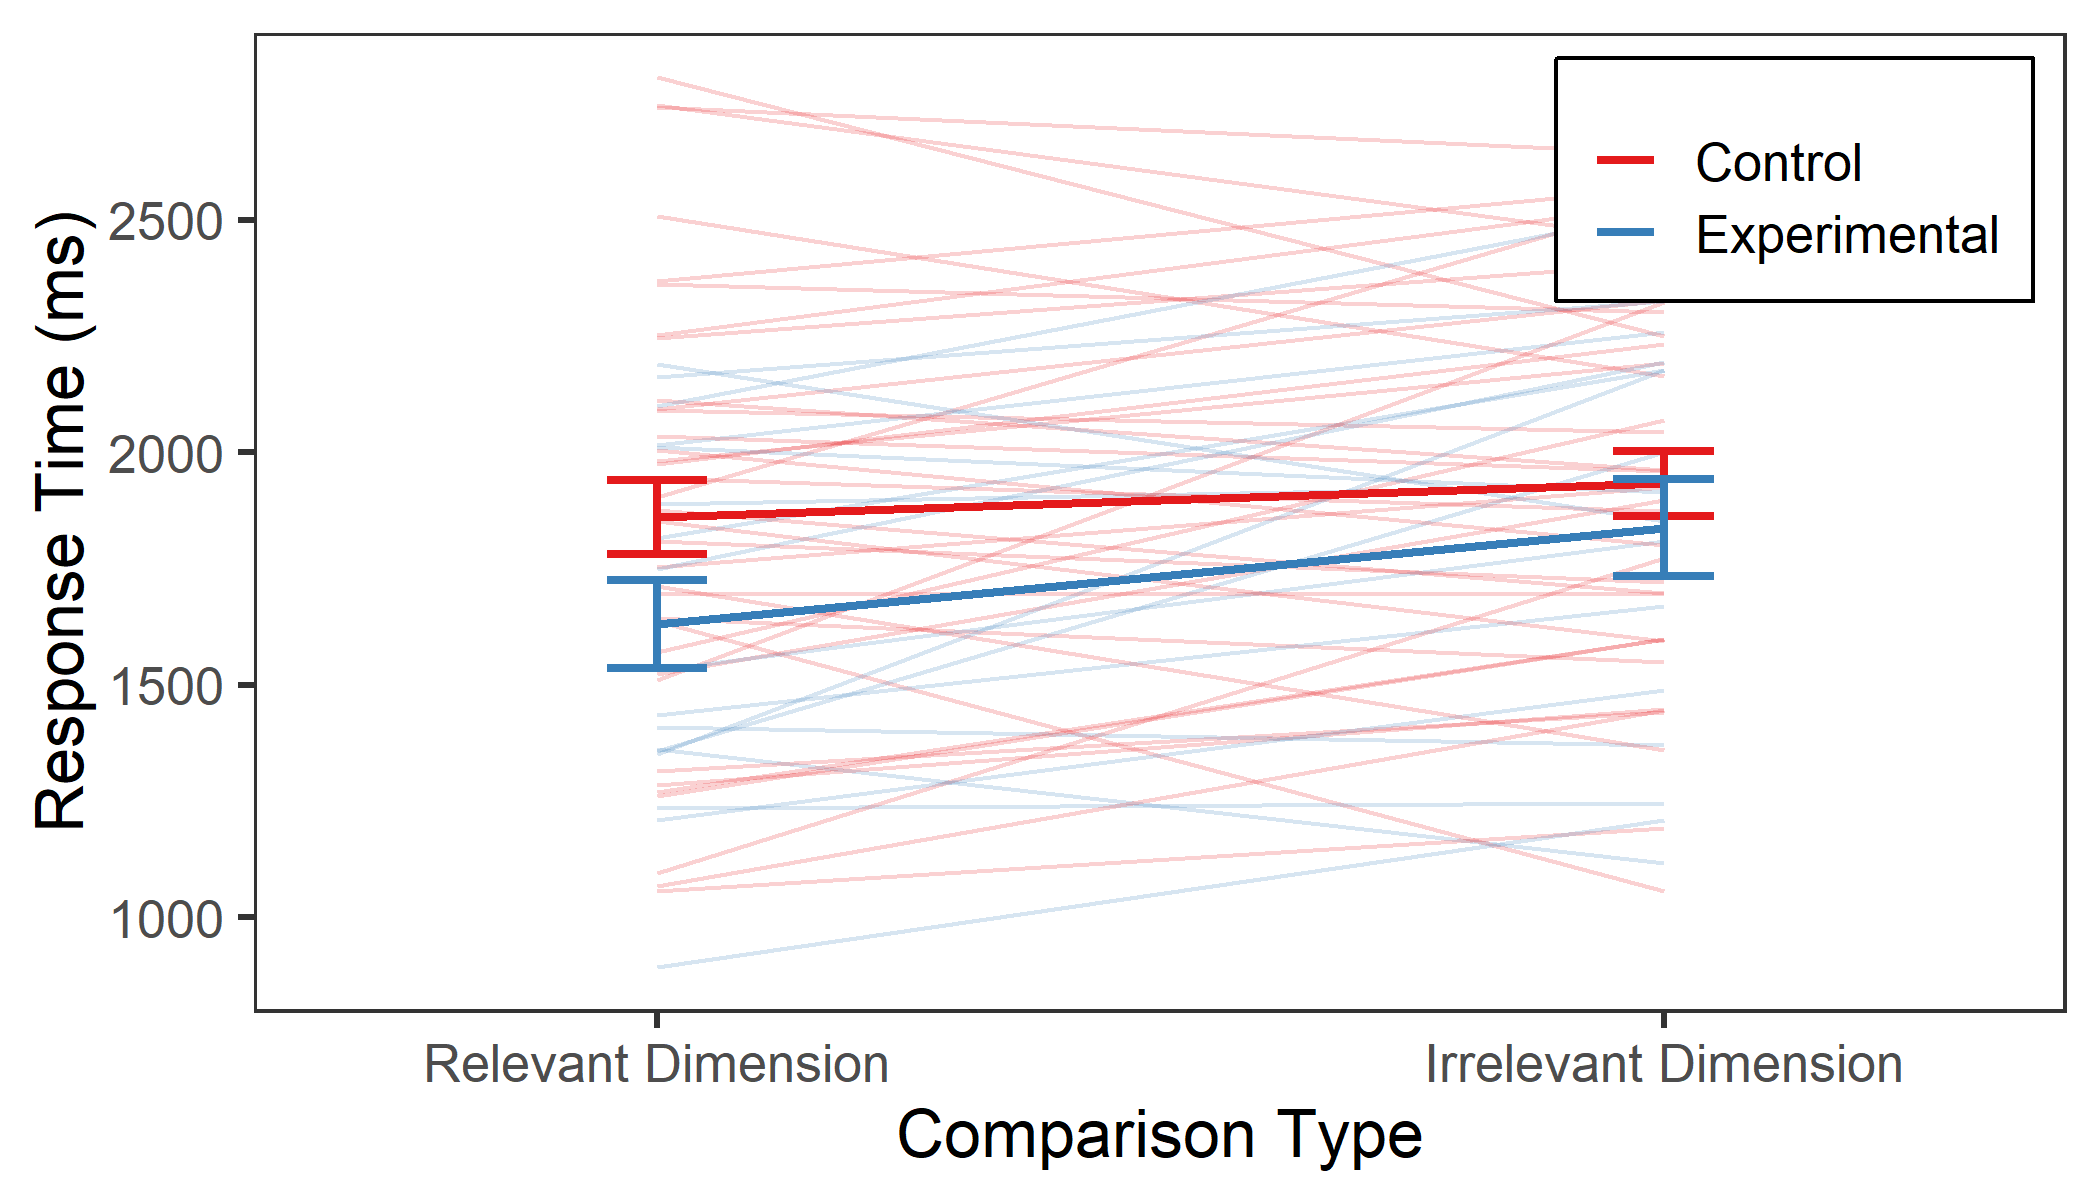 Response Time (ms)
2500
2000
1500
1000
Control
Experimental
Relevant Dimension
Irrelevant Dimension
Comparison Type